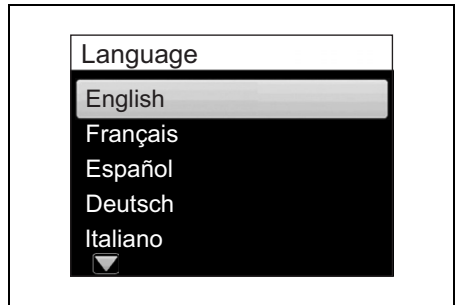 Language
English
Français
Español
Deutsch
Italiano